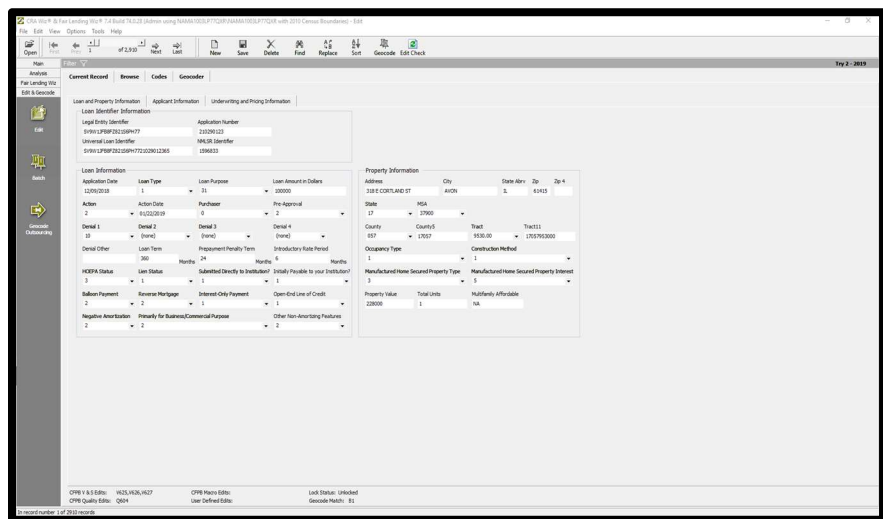 CRA Wiz® & Fair Lending Wiz® 7.4 Build 74.0.28 (Admin using NAMA1003LP77QXR\NAMA1003LP77QXR with 2010 Census Boundaries) - Edit
File Edit View Options Tools Help
Open First Prev 1 of 2,910 Next Last New Save Delete Find Replace Sort Geocode Edit Check
Main Filter Try 2 - 2019
Analysis
Fair Lending Wiz
Edit & Geocode
Edit
Batch
Geocode Outsourcing
Current Record Browse Codes Geocoder
Loan and Property Information Applicant Information Underwriting and Pricing Information
Loan Identifier Information
Legal Entity Identifier Application Number
210290123
Universal Loan Identifier NMLSR Identifier
1596833
Loan Information
Application Date Loan Type Loan Purpose Loan Amount in Dollars
12/09/2018 1 31 100000
Action Action Date Purchaser Pre-Approval
2 01/22/2019 0 2
Denial 1 Denial 2 Denial 3 Denial 4
10 (none) (none) (none)
Denial Other Loan Term Prepayment Penalty Term Introductory Rate Period
360 Months 24 Months 6 Months
HOEPA Status Lien Status Submitted Directly to Institution? Initially Payable to your Institution?
3 1 1 1
Balloon Payment Reverse Mortgage Interest-Only Payment Open-End Line of Credit
2 2 1 1
Negative Amortization Primarily for Business/Commercial Purpose Other Non-Amortizing Features
2 2 2
Property Information
Address City State Abrv Zip Zip 4
318 E CORTLAND ST AVON IL 61415
State MSA
17 37900
County County5 Tract Tract11
057 17057 9530.00 17057953000
Occupancy Type Construction Method
1 1
Manufactured Home Secured Property Type Manufactured Home Secured Property Interest
3 5
Property Value Total Units Multifamily Affordable
228000 1 NA
CFPB V & S Edits: V625,V626,V627 CFPB Macro Edits: Lock Status: Unlocked
CFPB Quality Edits: Q604 User Defined Edits: Geocode Match: S1
In record number 1 of 2910 records